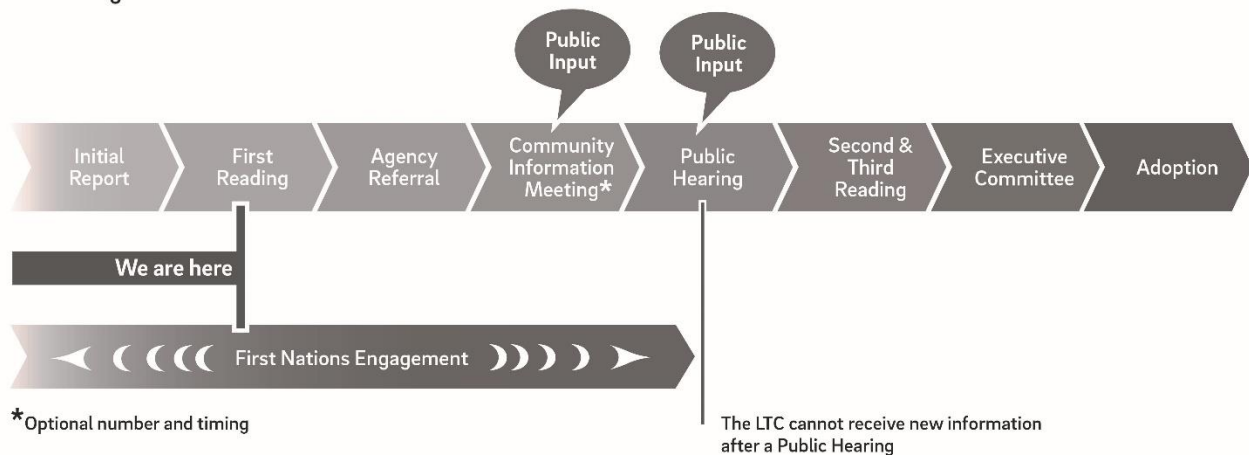 Public
Input
Public
Input
Initial
Report
First
Reading
Agency
Referral
Community
Information
Meeting*
Public
Hearing
Second &
Third
Reading
Executive
Committee
Adoption
We are here
First Nations Engagement
*Optional number and timing
The LTC cannot receive new information
after a Public Hearing